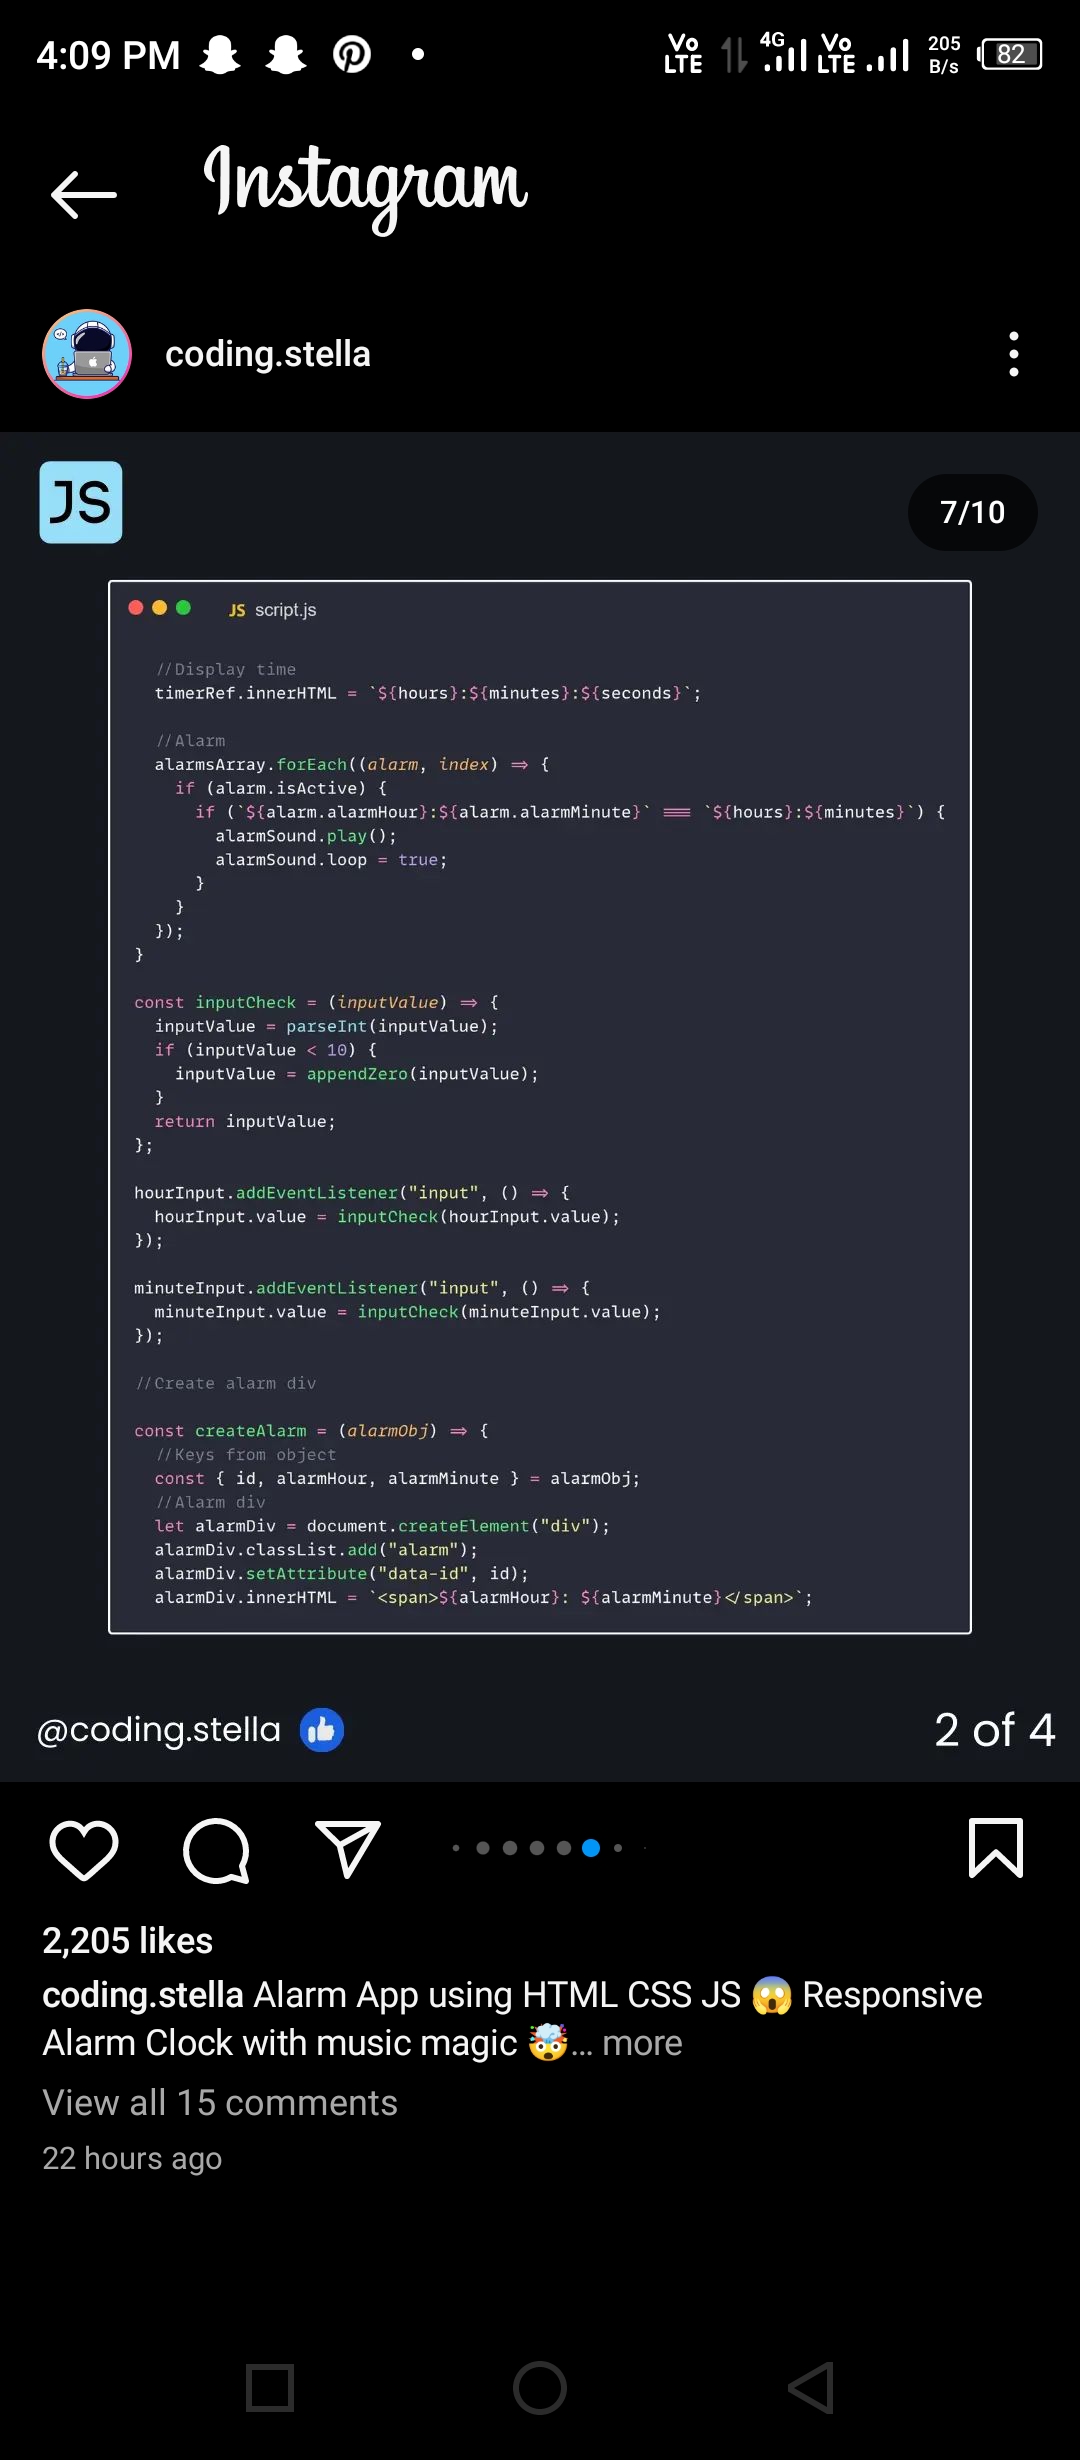 4:09 PM
Vo LTE 4G Vo LTE 205 B/s 82
Instagram
coding.stella
JS
7/10
JS script.js
//Display time
timerRef.innerHTML = `${hours}:${minutes}:${seconds}`;
//Alarm
alarmsArray.forEach((alarm, index) => {
if (alarm.isActive) {
if (`${alarm.alarmHour}:${alarm.alarmMinute}` === `${hours}:${minutes}`) {
alarmSound.play();
alarmSound.loop = true;
}
}
});
}
const inputCheck = (inputValue) => {
inputValue = parseInt(inputValue);
if (inputValue < 10) {
inputValue = appendZero(inputValue);
}
return inputValue;
};
hourInput.addEventListener("input", () => {
hourInput.value = inputCheck(hourInput.value);
});
minuteInput.addEventListener("input", () => {
minuteInput.value = inputCheck(minuteInput.value);
});
//Create alarm div
const createAlarm = (alarmObj) => {
//Keys from object
const { id, alarmHour, alarmMinute } = alarmObj;
//Alarm div
let alarmDiv = document.createElement("div");
alarmDiv.classList.add("alarm");
alarmDiv.setAttribute("data-id", id);
alarmDiv.innerHTML = `<span>${alarmHour}: ${alarmMinute}</span>`;
@coding.stella
2 of 4
2,205 likes
coding.stella Alarm App using HTML CSS JS 😱 Responsive
Alarm Clock with music magic 🤯... more
View all 15 comments
22 hours ago